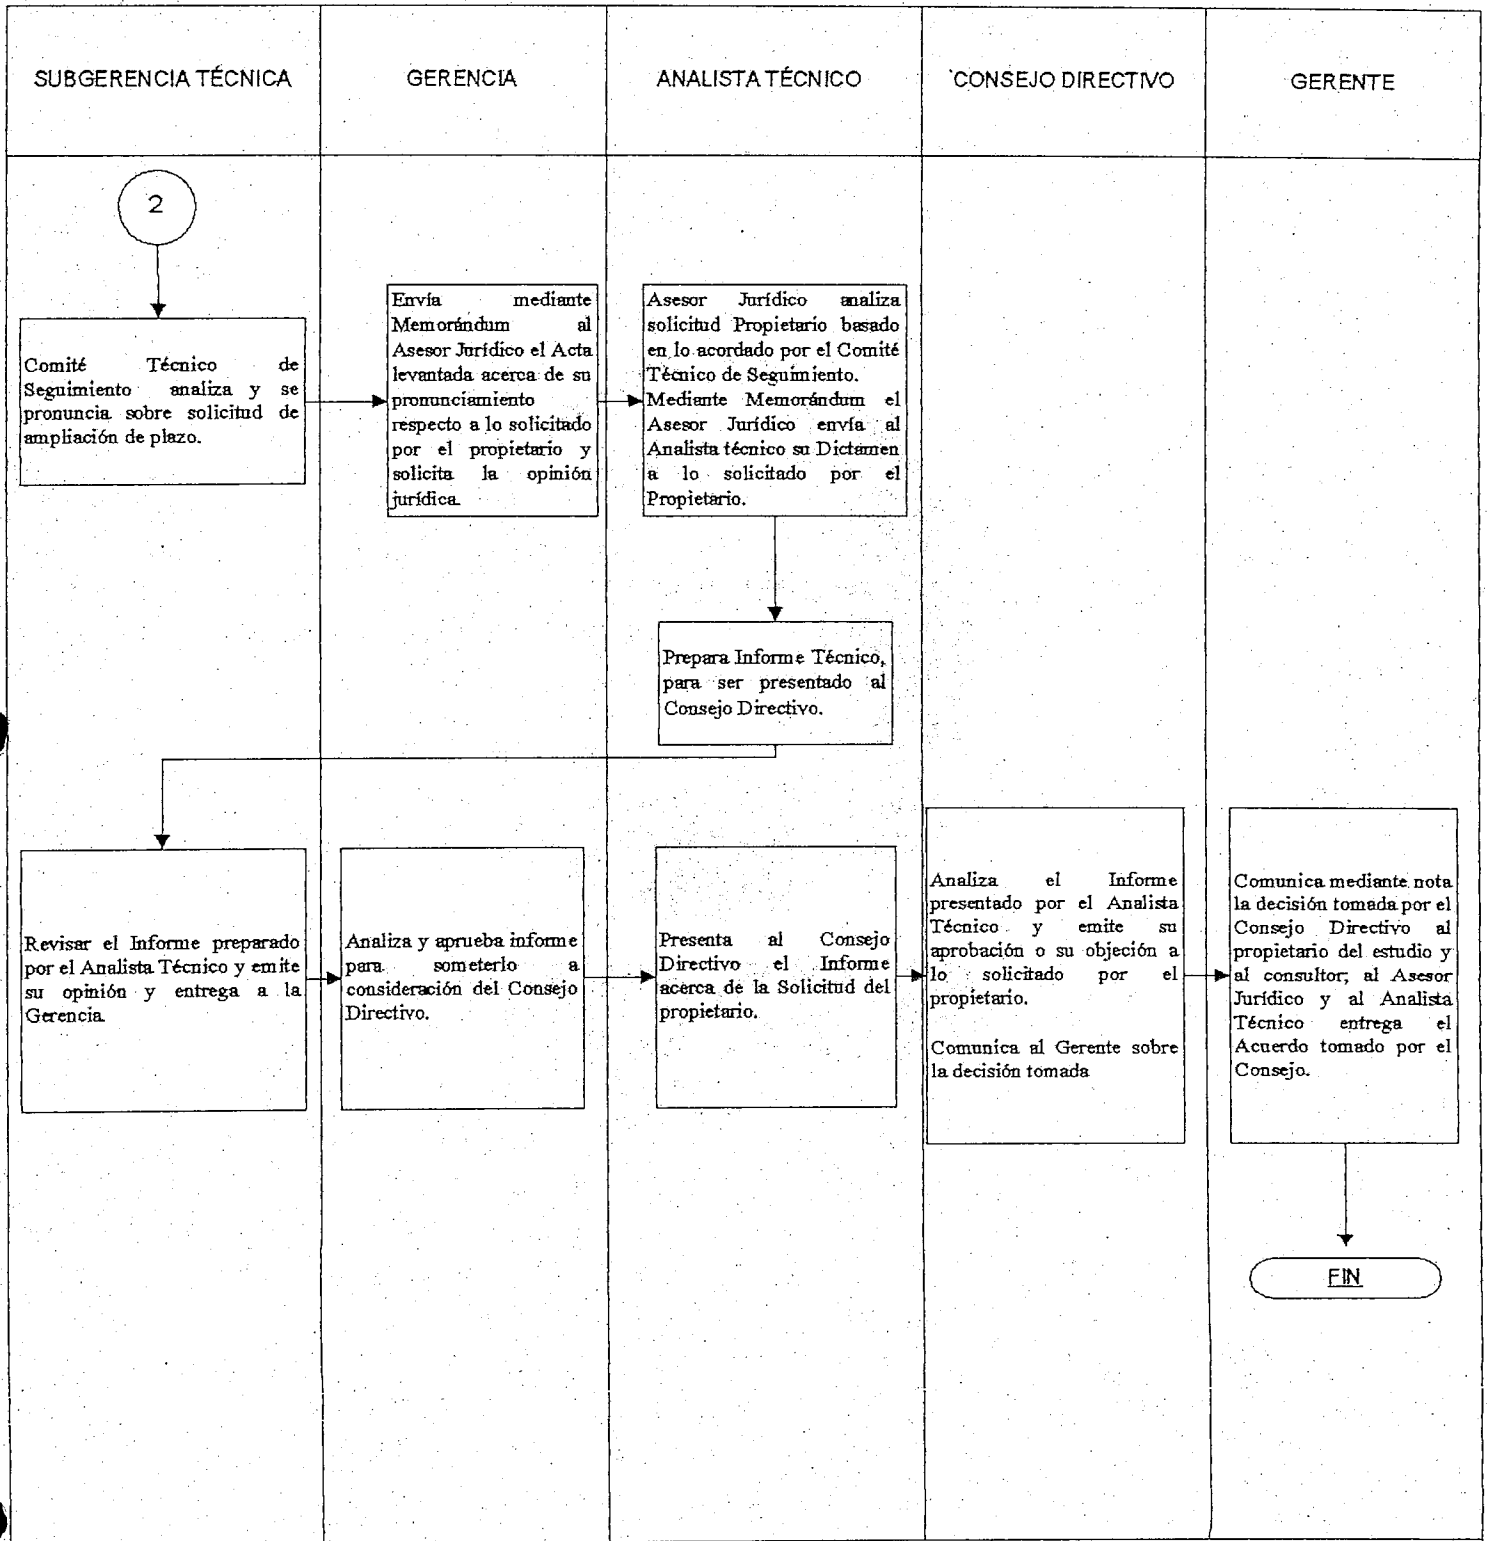 SUBGERENCIA TÉCNICA
GERENCIA
ANALISTA TÉCNICO
CONSEJO DIRECTIVO
GERENTE
2
Comité Técnico de
Seguimiento analiza y se
pronuncia sobre solicitud de
ampliación de plazo.
Envía mediante
Memorándum al
Asesor Jurídico el Acta
levantada acerca de su
pronunciamiento
respecto a lo solicitado
por el propietario y
solicita la opinión
jurídica.
Asesor Jurídico analiza
solicitud Propietario basado
en lo acordado por el Comité
Técnico de Seguimiento.
Mediante Memorándum el
Asesor Jurídico envía al
Analista técnico su Dictamen
a lo solicitado por el
Propietario.
Prepara Informe Técnico,
para ser presentado al
Consejo Directivo.
Revisar el Informe preparado
por el Analista Técnico y emite
su opinión y entrega a la
Gerencia.
Analiza y aprueba informe
para someterlo a
consideración del Consejo
Directivo.
Presenta al Consejo
Directivo el Informe
acerca de la Solicitud del
propietario.
Analiza el Informe
presentado por el Analista
Técnico y emite su
aprobación o su objeción a
lo solicitado por el
propietario.
Comunica al Gerente sobre
la decisión tomada
Comunica mediante nota
la decisión tomada por el
Consejo Directivo al
propietario del estudio y
al consultor; al Asesor
Jurídico y al Analista
Técnico entrega el
Acuerdo tomado por el
Consejo.
FIN